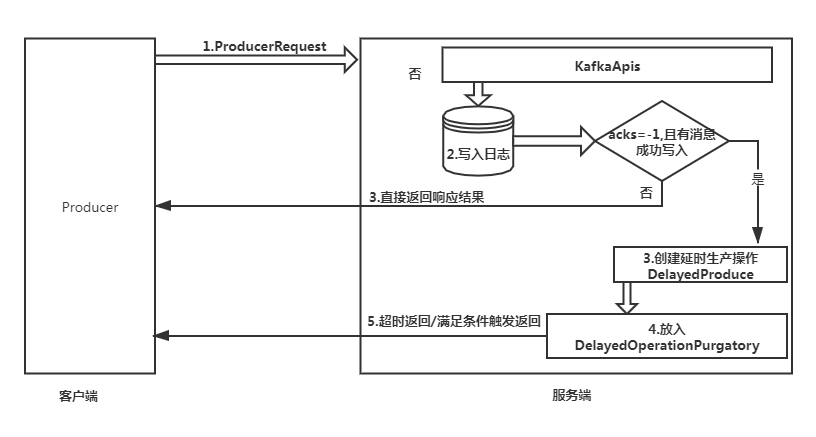 1.ProducerRequest
否
KafkaApis
2.写入日志
acks=-1,且有消息
成功写入
是
否
3.直接返回响应结果
Producer
3.创建延时生产操作
DelayedProduce
5.超时返回/满足条件触发返回
4.放入
DelayedOperationPurgatory
客户端
服务端